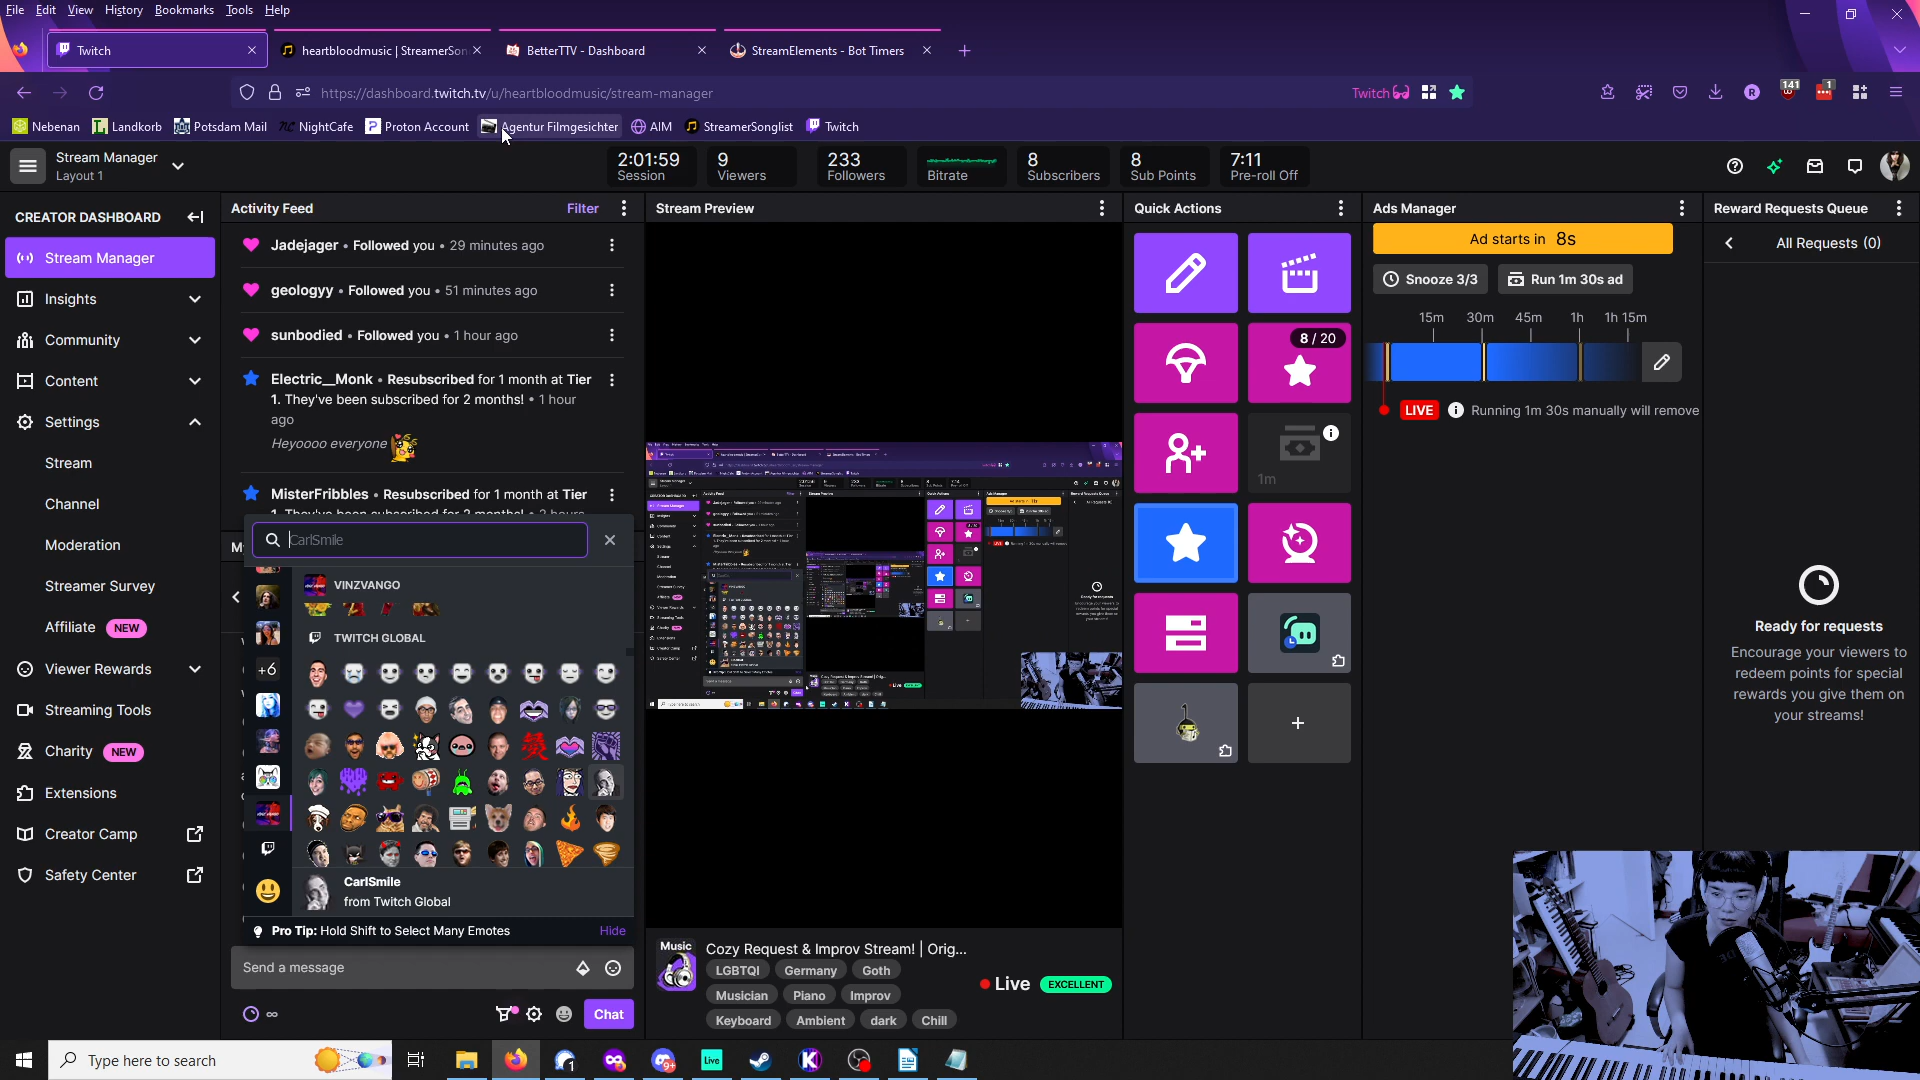 File Edit View History Bookmarks Tools Help
Twitch
heartbloodmusic | StreamerSon
BetterTTV - Dashboard
StreamElements - Bot Timers
https://dashboard.twitch.tv/u/heartbloodmusic/stream-manager
Twitch
141
1
Nebenan
Landkorb
Potsdam Mail
NightCafe
Proton Account
Agentur Filmgesichter
AIM
StreamerSonglist
Twitch
Stream Manager
Layout 1
2:01:59
Session
9
Viewers
233
Followers
Bitrate
8
Subscribers
8
Sub Points
7:11
Pre-roll Off
CREATOR DASHBOARD
Stream Manager
Insights
Community
Content
Settings
Stream
Channel
Moderation
Streamer Survey
Affiliate NEW
Viewer Rewards
Streaming Tools
Charity NEW
Extensions
Creator Camp
Safety Center
Activity Feed
Filter
Jadejager • Followed you • 29 minutes ago
geologyy • Followed you • 51 minutes ago
sunbodied • Followed you • 1 hour ago
Electric__Monk • Resubscribed for 1 month at Tier
1. They've been subscribed for 2 months! • 1 hour
ago
Heyoooo everyone
MisterFribbles • Resubscribed for 1 month at Tier
CarlSmile
+6
VINZVANGO
TWITCH GLOBAL
CarlSmile
from Twitch Global
Pro Tip: Hold Shift to Select Many Emotes
Hide
Send a message
Chat
Stream Preview
Music
Cozy Request & Improv Stream! | Orig...
LGBTQI Germany Goth
Musician Piano Improv
Keyboard Ambient dark Chill
Live
EXCELLENT
Quick Actions
8 / 20
1m
Ads Manager
Ad starts in 8s
Snooze 3/3
Run 1m 30s ad
15m 30m 45m 1h 1h 15m
LIVE
Running 1m 30s manually will remove
Reward Requests Queue
All Requests (0)
Ready for requests
Encourage your viewers to
redeem points for special
rewards you give them on
your streams!
Type here to search
1
9+
Live